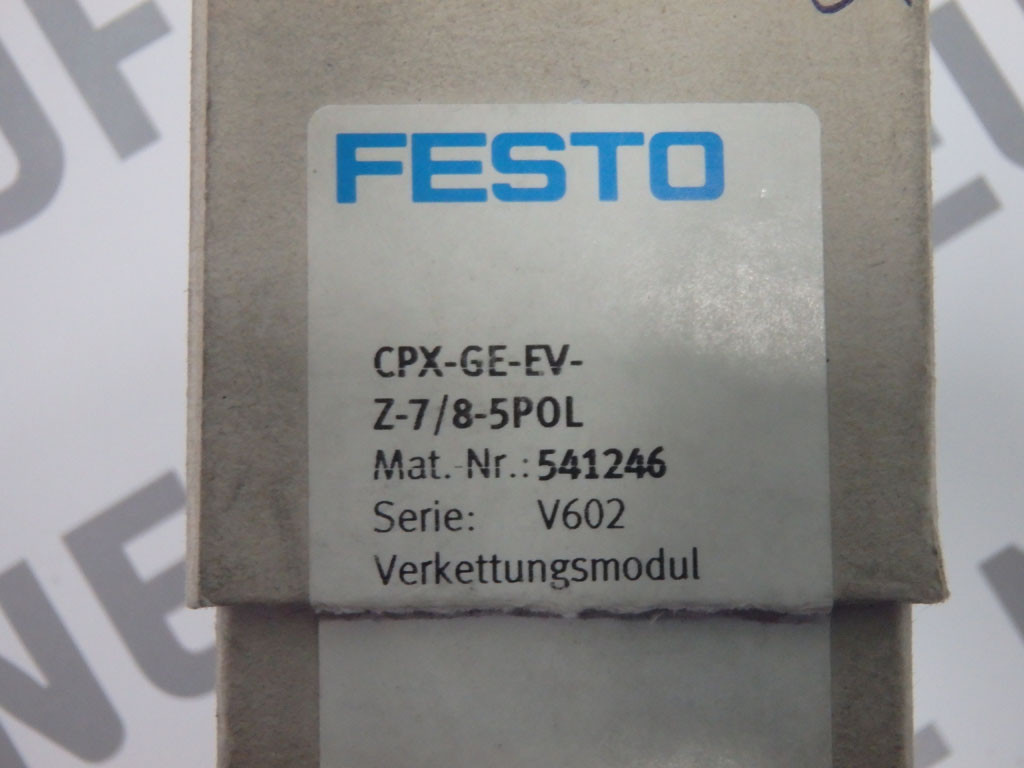 FESTO
CPX-GE-EV-
Z-7/8-5POL
Mat.-Nr.: 541246
Serie: V602
Verkettungsmodul